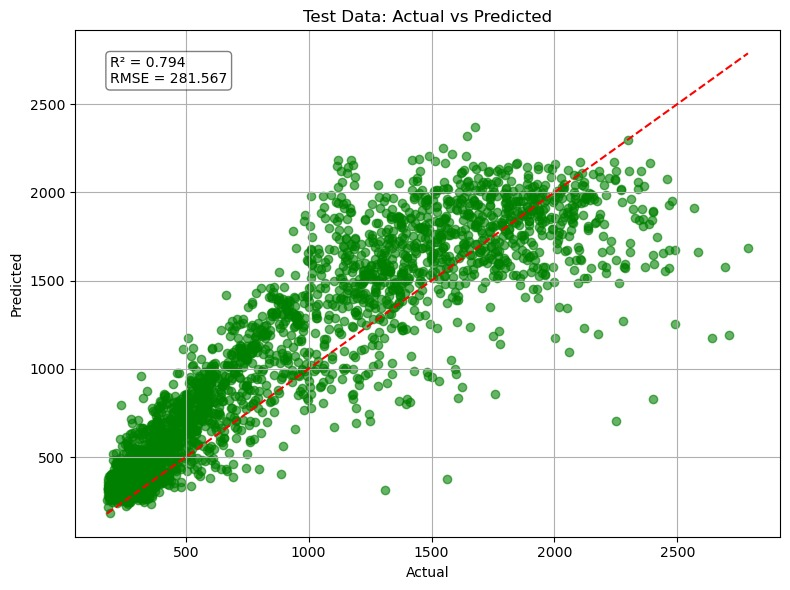 Test Data: Actual vs Predicted
R² = 0.794
RMSE = 281.567
2500
2000
1500
1000
500
Predicted
500 1000 1500 2000 2500
Actual